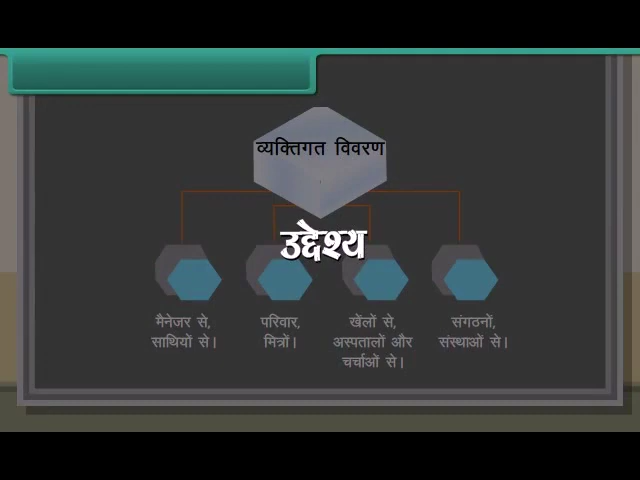 व्यक्तिगत विवरण
उद्देश्य
मैनेजर से,
साथियों से।
परिवार,
मित्रों।
खेंलों से,
अस्पतालों और
चर्चाओं से।
संगठनों,
संस्थाओं से।